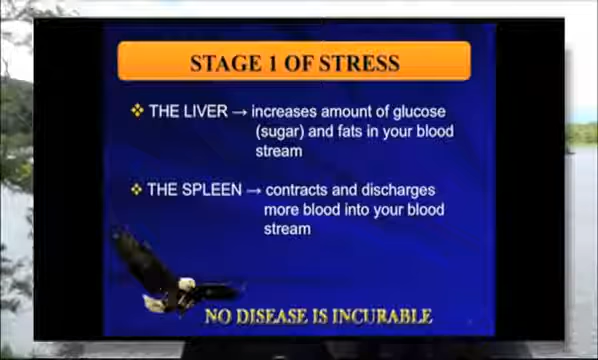 STAGE 1 OF STRESS
❖ THE LIVER → increases amount of glucose
(sugar) and fats in your blood
stream
❖ THE SPLEEN → contracts and discharges
more blood into your blood
stream
NO DISEASE IS INCURABLE